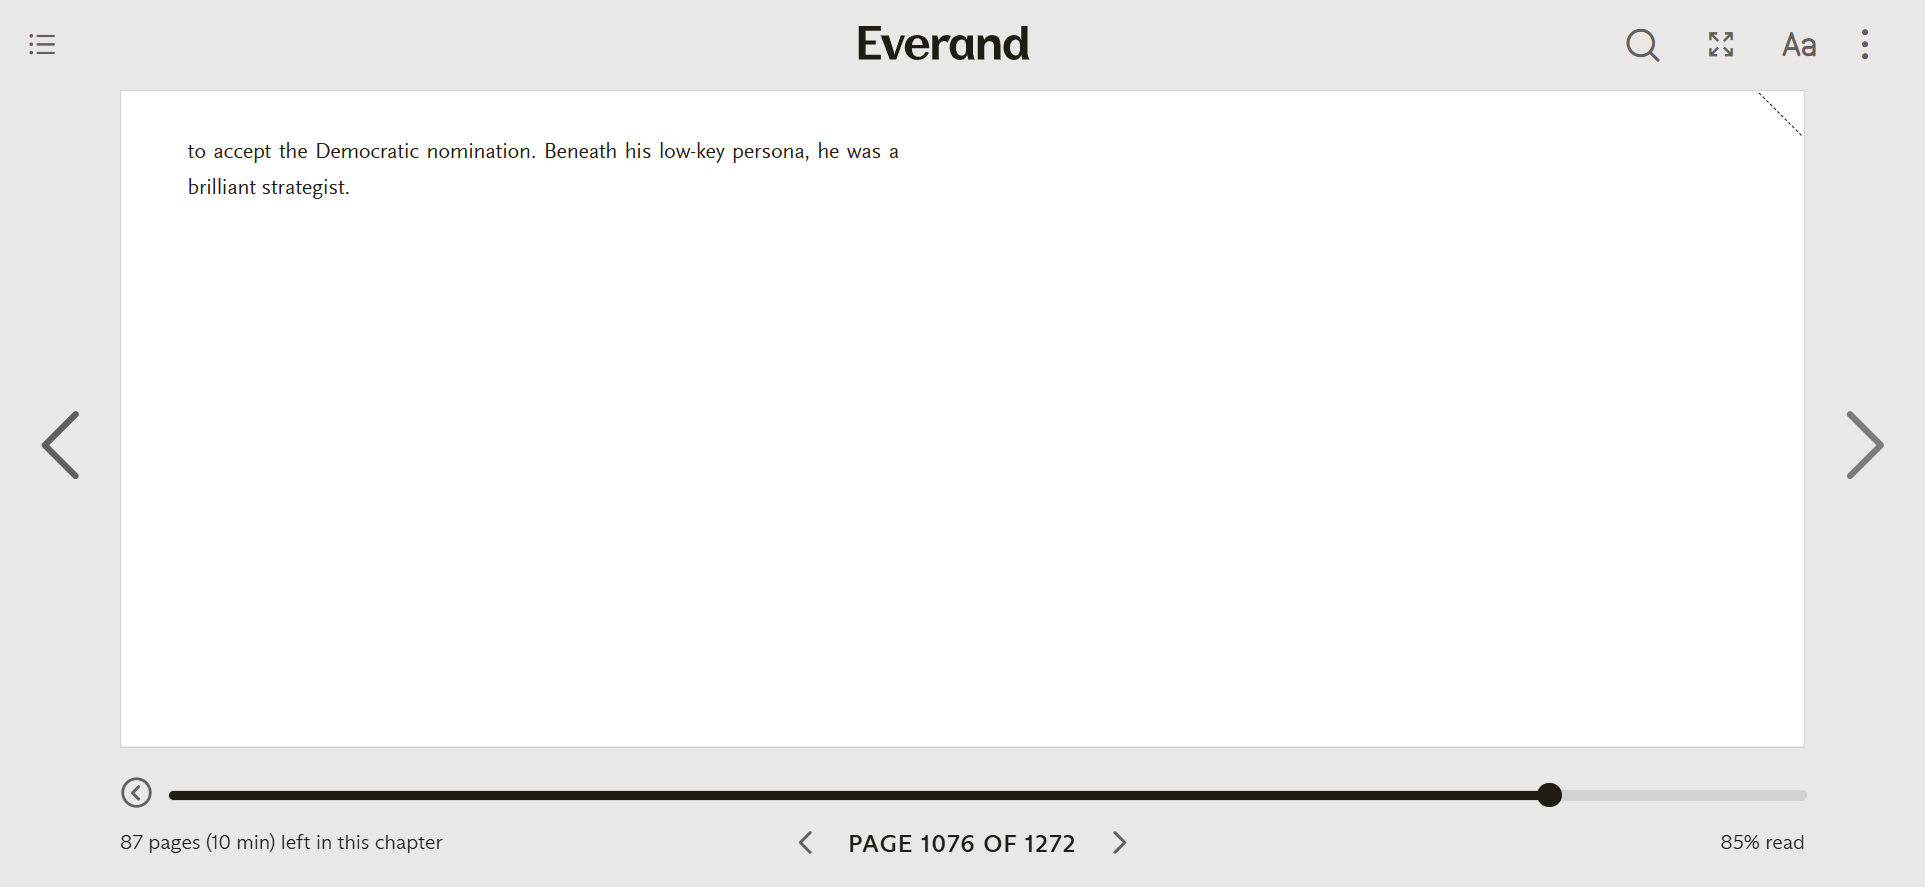 Everand
Aa
to accept the Democratic nomination. Beneath his low-key persona, he was a
brilliant strategist.
87 pages (10 min) left in this chapter
PAGE 1076 OF 1272
85% read